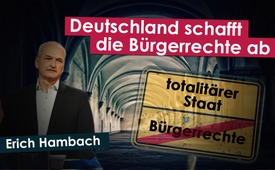 Deutschland schafft
die Bürgerrechte ab
totalitärer
Staat
Bürgerrechte
Erich Hambach